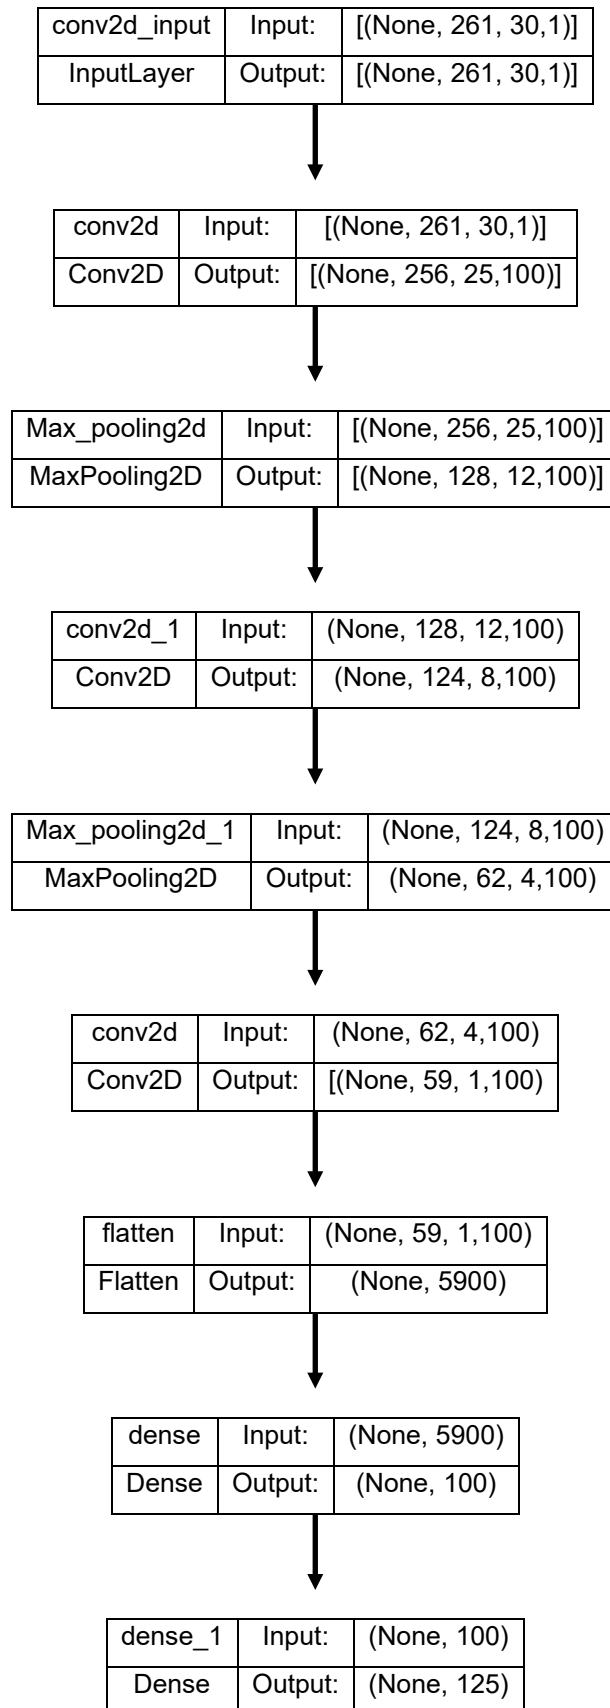 conv2d_input Input: [(None, 261, 30,1)]
InputLayer Output: [(None, 261, 30,1)]
conv2d Input: [(None, 261, 30,1)]
Conv2D Output: [(None, 256, 25,100)]
Max_pooling2d Input: [(None, 256, 25,100)]
MaxPooling2D Output: [(None, 128, 12,100)]
conv2d_1 Input: (None, 128, 12,100)
Conv2D Output: (None, 124, 8,100)
Max_pooling2d_1 Input: (None, 124, 8,100)
MaxPooling2D Output: (None, 62, 4,100)
conv2d Input: (None, 62, 4,100)
Conv2D Output: [(None, 59, 1,100)
flatten Input: (None, 59, 1,100)
Flatten Output: (None, 5900)
dense Input: (None, 5900)
Dense Output: (None, 100)
dense_1 Input: (None, 100)
Dense Output: (None, 125)